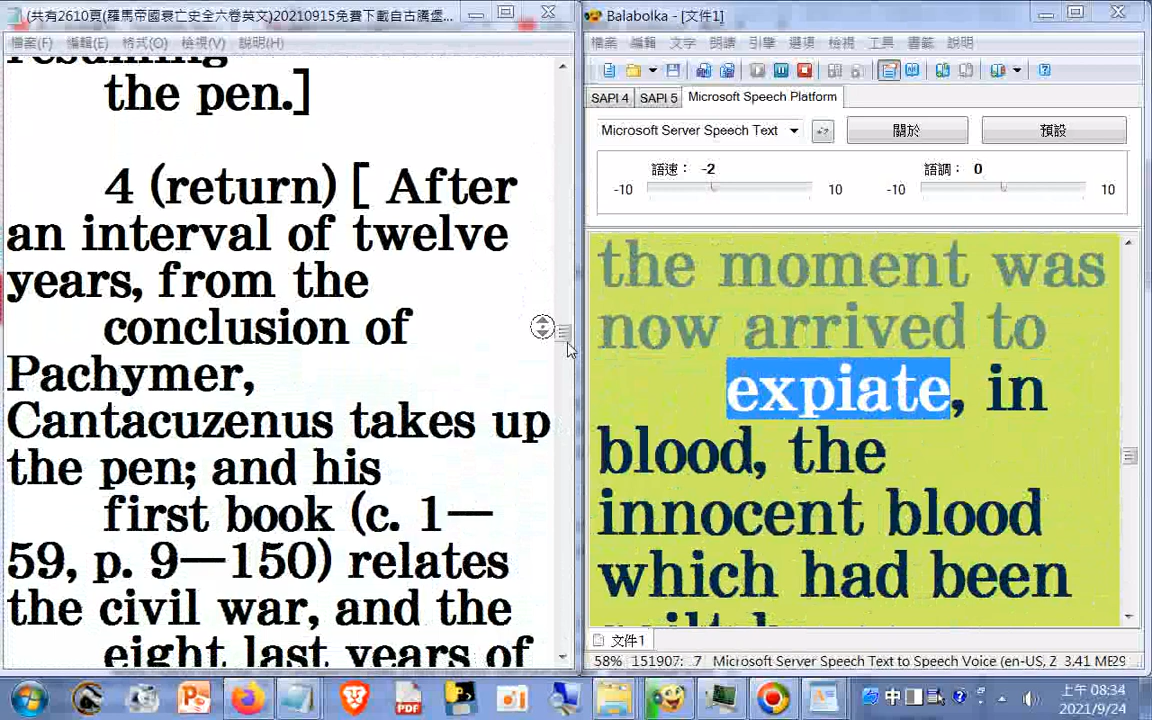 (共有2610頁(羅馬帝國衰亡史全六卷英文)20210915免費下載自古騰堡...
檔案(F) 編輯(E) 格式(O) 檢視(V) 說明(H)
resuming
the pen.]
4 (return) [ After
an interval of twelve
years, from the
conclusion of
Pachymer,
Cantacuzenus takes up
the pen; and his
first book (c. 1—
59, p. 9—150) relates
the civil war, and the
eight last years of
Balabolka - [文件1]
檔案 編輯 文字 朗讀 引擎 選項 檢視 工具 書籤 說明
SAPI 4 SAPI 5 Microsoft Speech Platform
Microsoft Server Speech Text 關於 預設
語速: -2 語調: 0
-10 10 -10 10
the moment was
now arrived to
expiate, in
blood, the
innocent blood
which had been
文件1
58% 151907: 7 Microsoft Server Speech Text to Speech Voice (en-US, Z 3.41 ME29
中 上午 08:34
2021/9/24